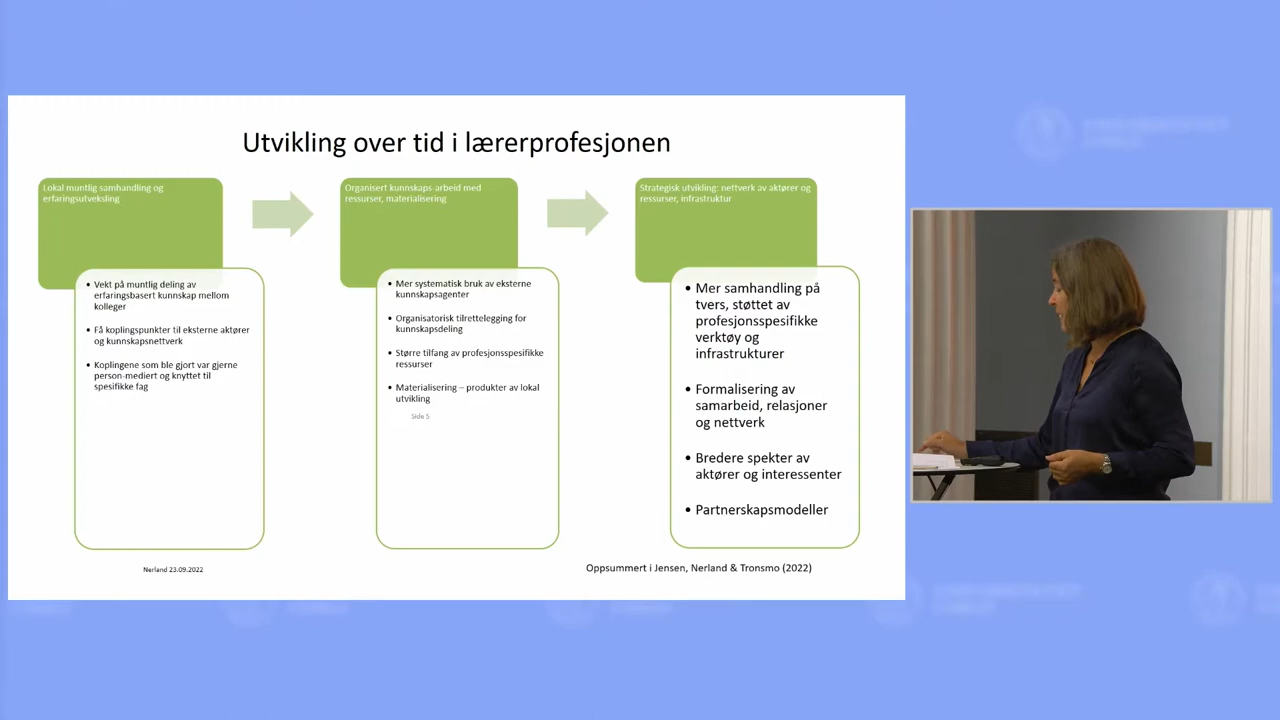 Utvikling over tid i lærerprofesjonen
Lokal muntlig samhandling og
erfaringsutveksling
Vekt på muntlig deling av
erfaringsbasert kunnskap mellom
kolleger
Få koplingspunkter til eksterne aktører
og kunnskapsnettverk
Koplingene som ble gjort var gjerne
person-mediert og knyttet til
spesifikke fag
Organisert kunnskaps-arbeid med
ressurser, materialisering
Mer systematisk bruk av eksterne
kunnskapsagenter
Organisatorisk tilrettelegging for
kunnskapsdeling
Større tilfang av profesjonsspesifikke
ressurser
Materialisering – produkter av lokal
utvikling
Side 5
Strategisk utvikling: nettverk av aktører og
ressurser, infrastruktur
Mer samhandling på
tvers, støttet av
profesjonsspesifikke
verktøy og
infrastrukturer
Formalisering av
samarbeid, relasjoner
og nettverk
Bredere spekter av
aktører og interessenter
Partnerskapsmodeller
Nerland 23.09.2022
Oppsummert i Jensen, Nerland & Tronsmo (2022)